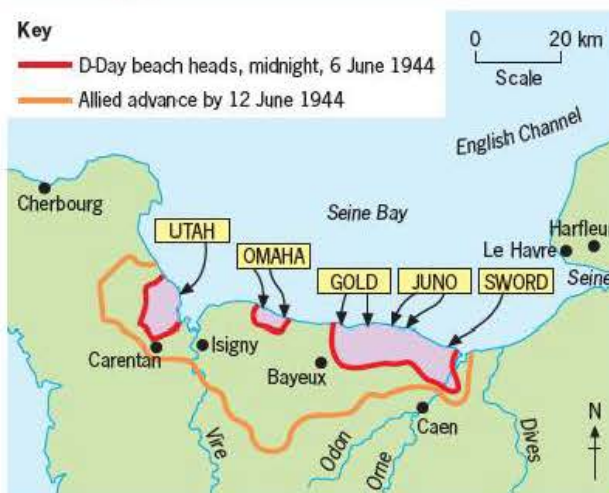 Key
D-Day beach heads, midnight, 6 June 1944
Allied advance by 12 June 1944
0 20 km
Scale
English Channel
Cherbourg
Seine Bay
Harfleur
Le Havre
Seine
UTAH
OMAHA
GOLD
JUNO
SWORD
Carentan
Isigny
Bayeux
Caen
Vire
Odon
Orne
Dives
N